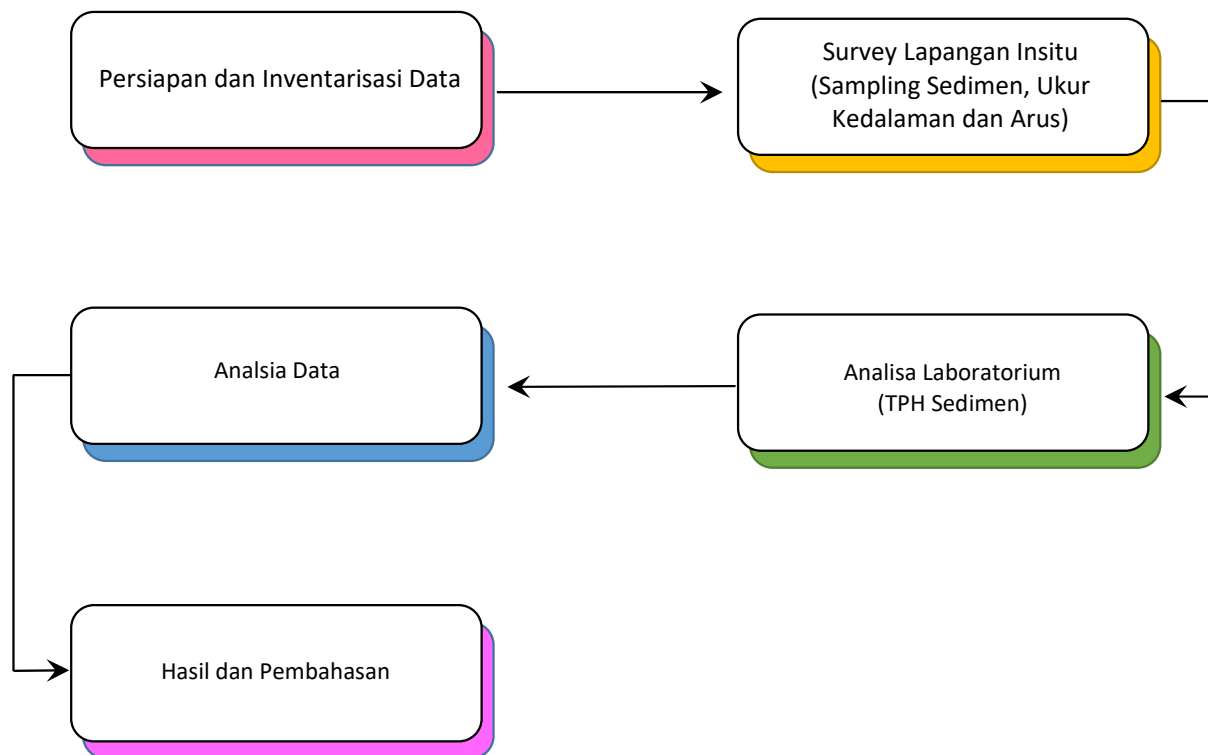 Persiapan dan Inventarisasi Data
Survey Lapangan Insitu
(Sampling Sedimen, Ukur
Kedalaman dan Arus)
Analisa Laboratorium
(TPH Sedimen)
Analsia Data
Hasil dan Pembahasan